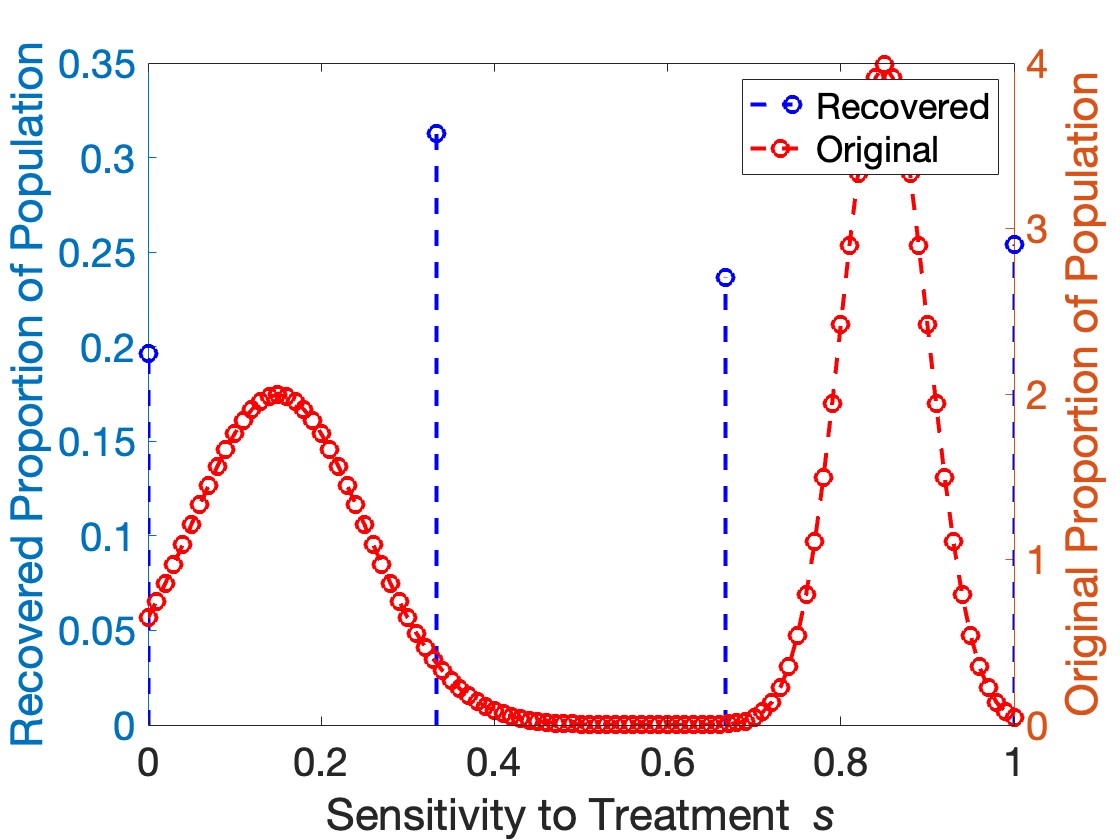 Recovered Proportion of Population
0.35
0.3
0.25
0.2
0.15
0.1
0.05
0
Recovered
Original
4
3
2
1
0
Original Proportion of Population
0 0.2 0.4 0.6 0.8 1
Sensitivity to Treatment s